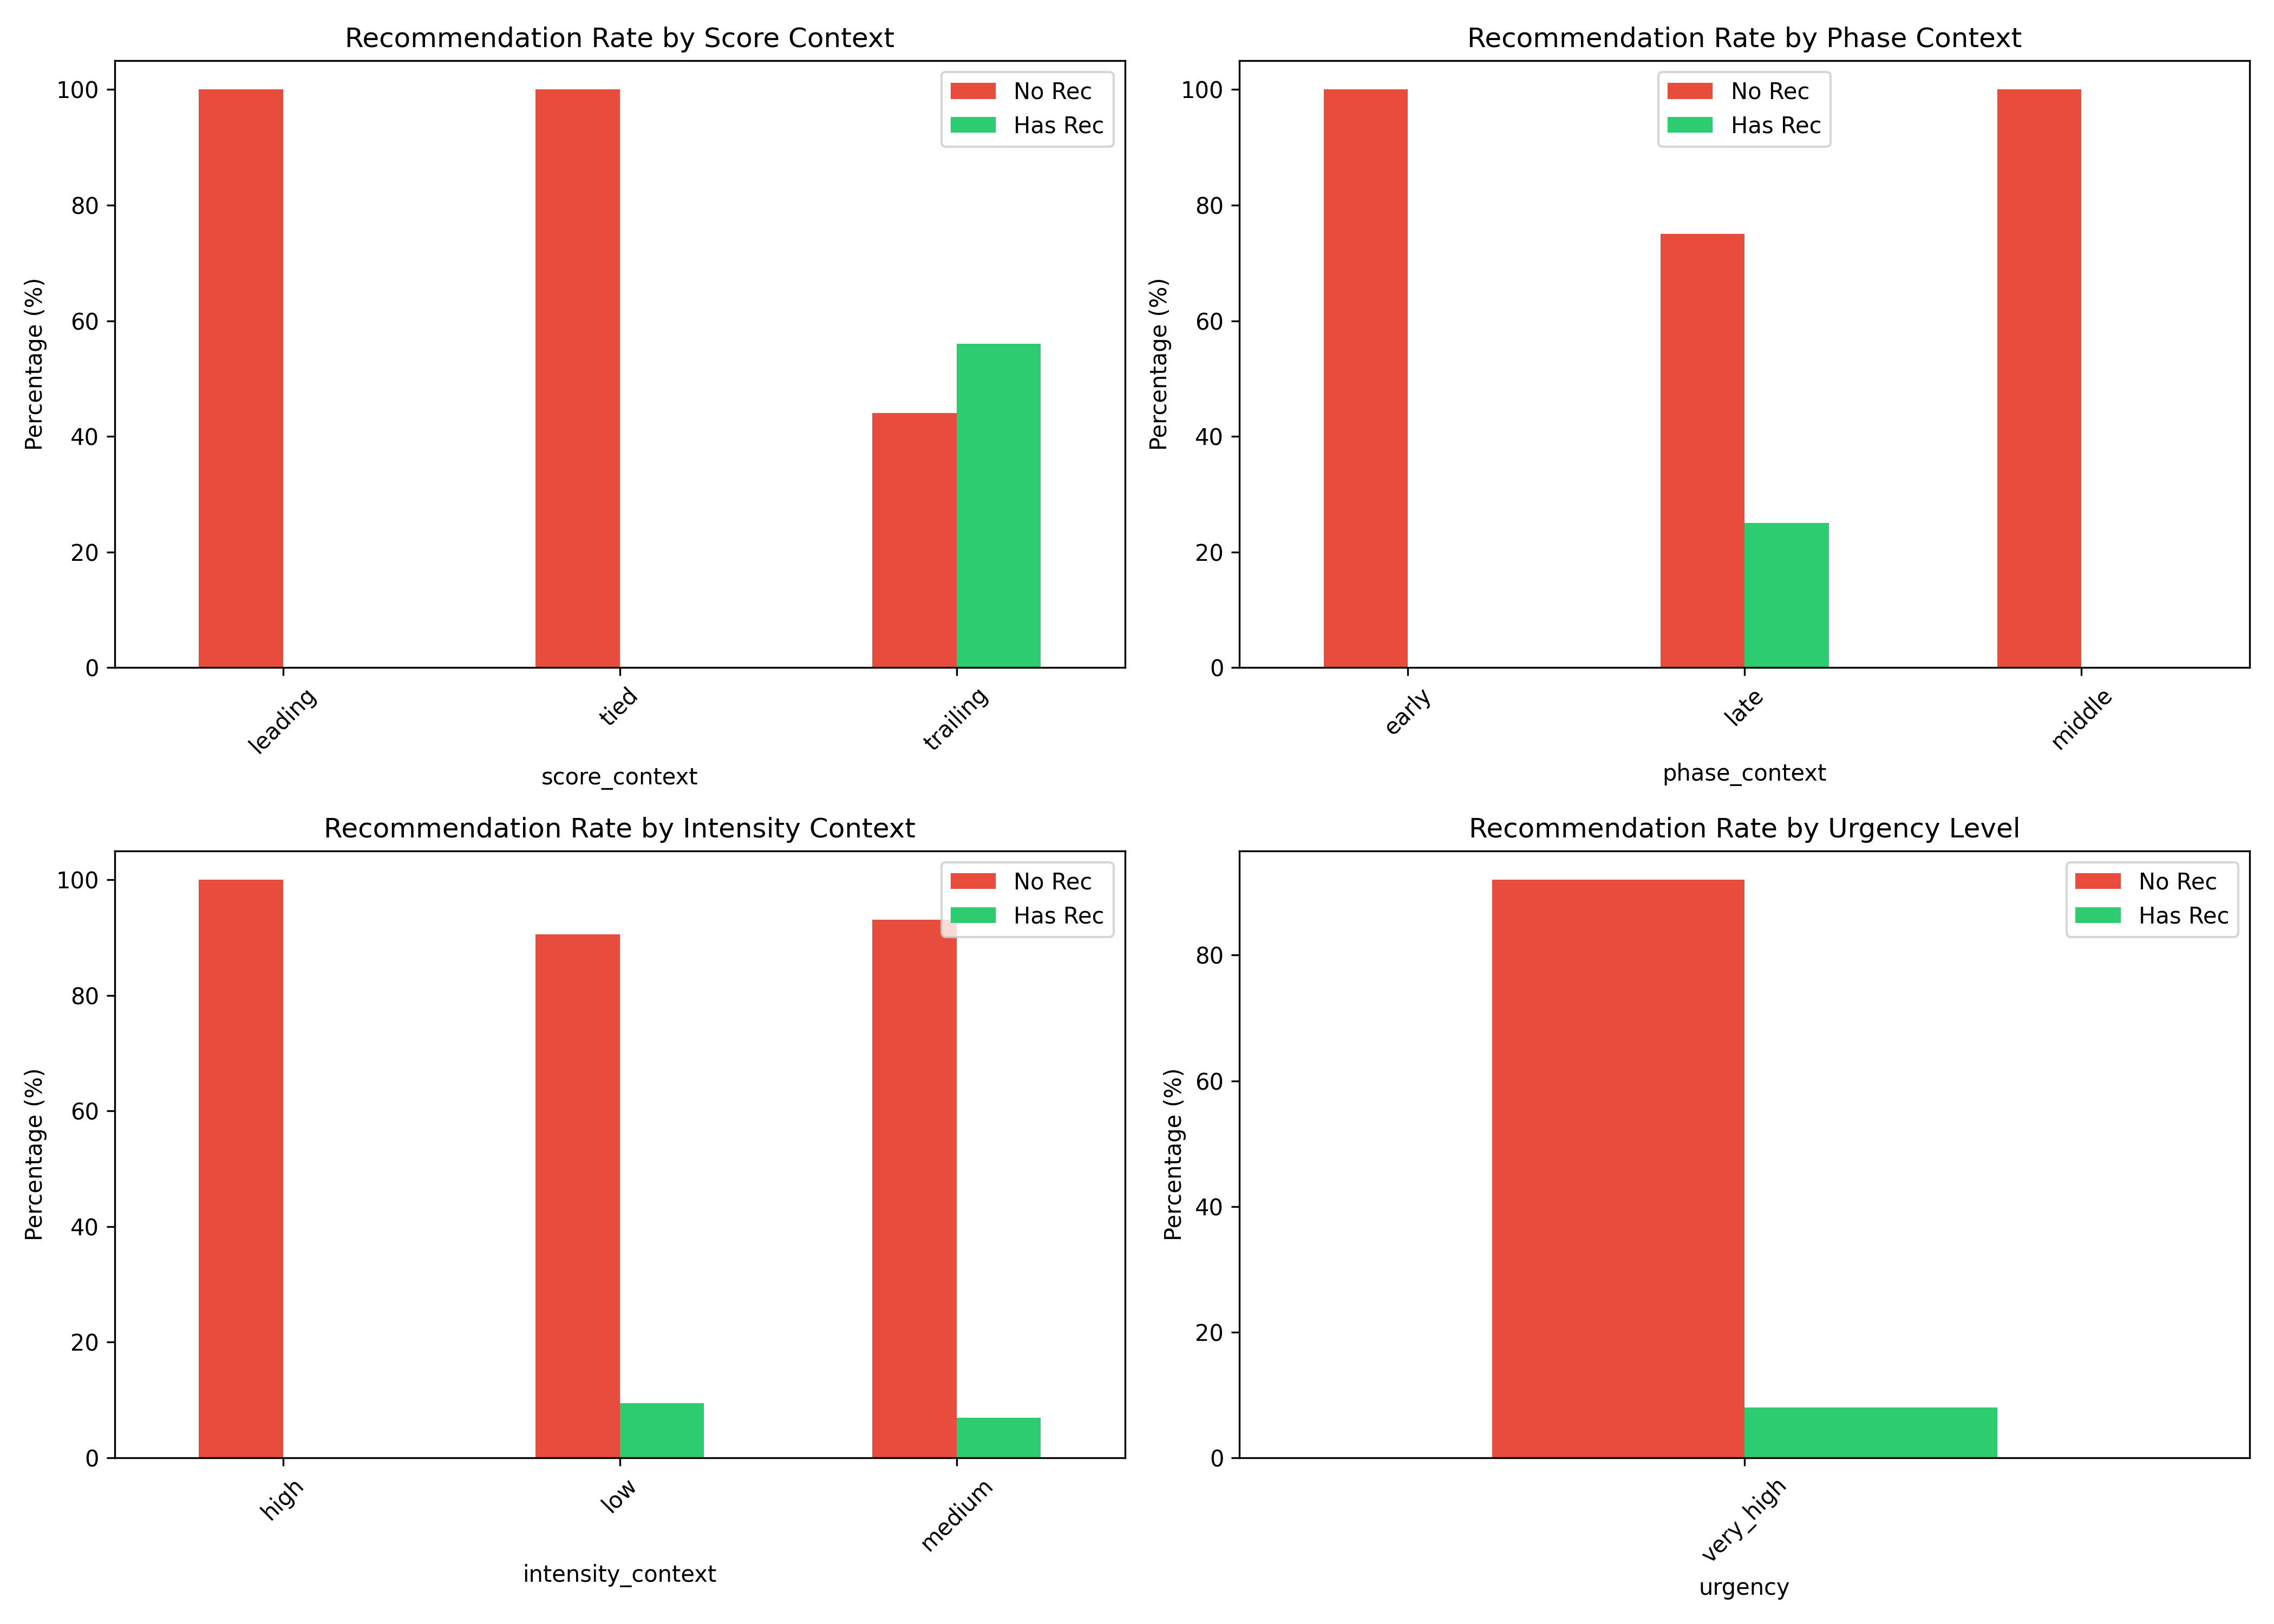 Recommendation Rate by Score Context
Percentage (%)
100
80
60
40
20
0
No Rec
Has Rec
leading
tied
trailing
score_context
Recommendation Rate by Phase Context
Percentage (%)
100
80
60
40
20
0
No Rec
Has Rec
early
late
middle
phase_context
Recommendation Rate by Intensity Context
Percentage (%)
100
80
60
40
20
0
No Rec
Has Rec
high
low
medium
intensity_context
Recommendation Rate by Urgency Level
Percentage (%)
80
60
40
20
0
No Rec
Has Rec
very_high
urgency